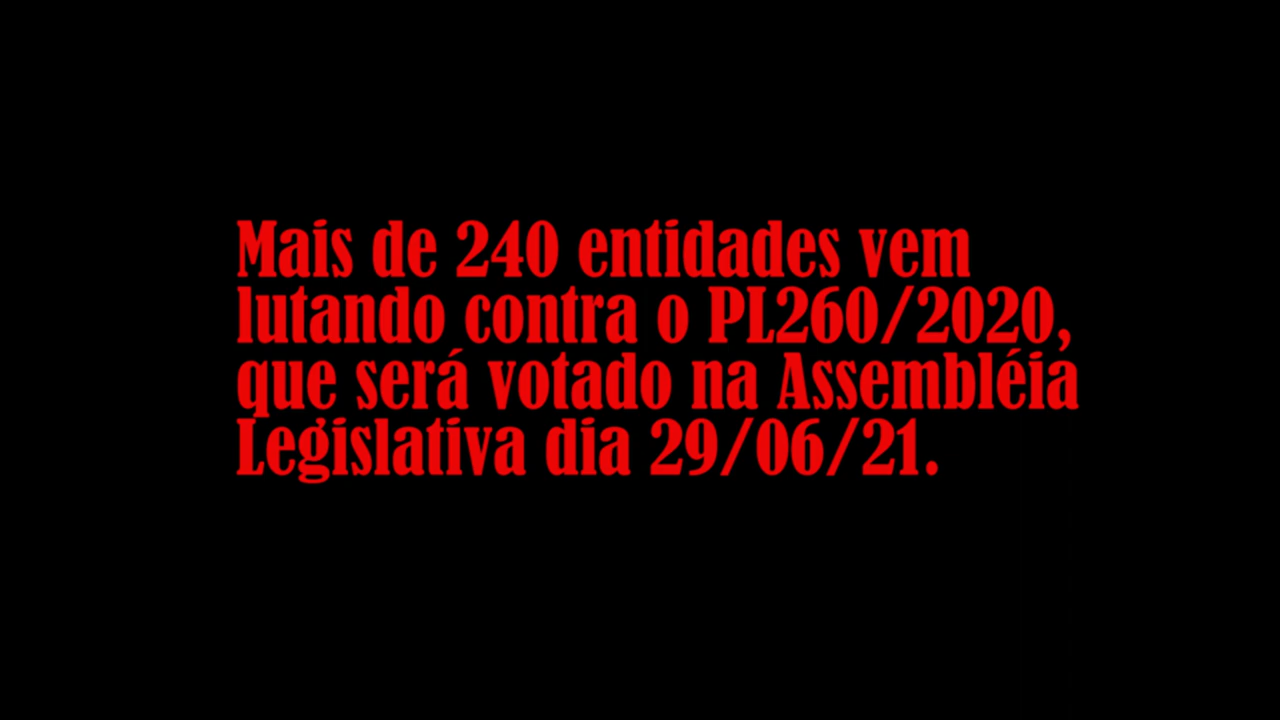 Mais de 240 entidades vem
lutando contra o PL260/2020,
que será votado na Assembléia
Legislativa dia 29/06/21.